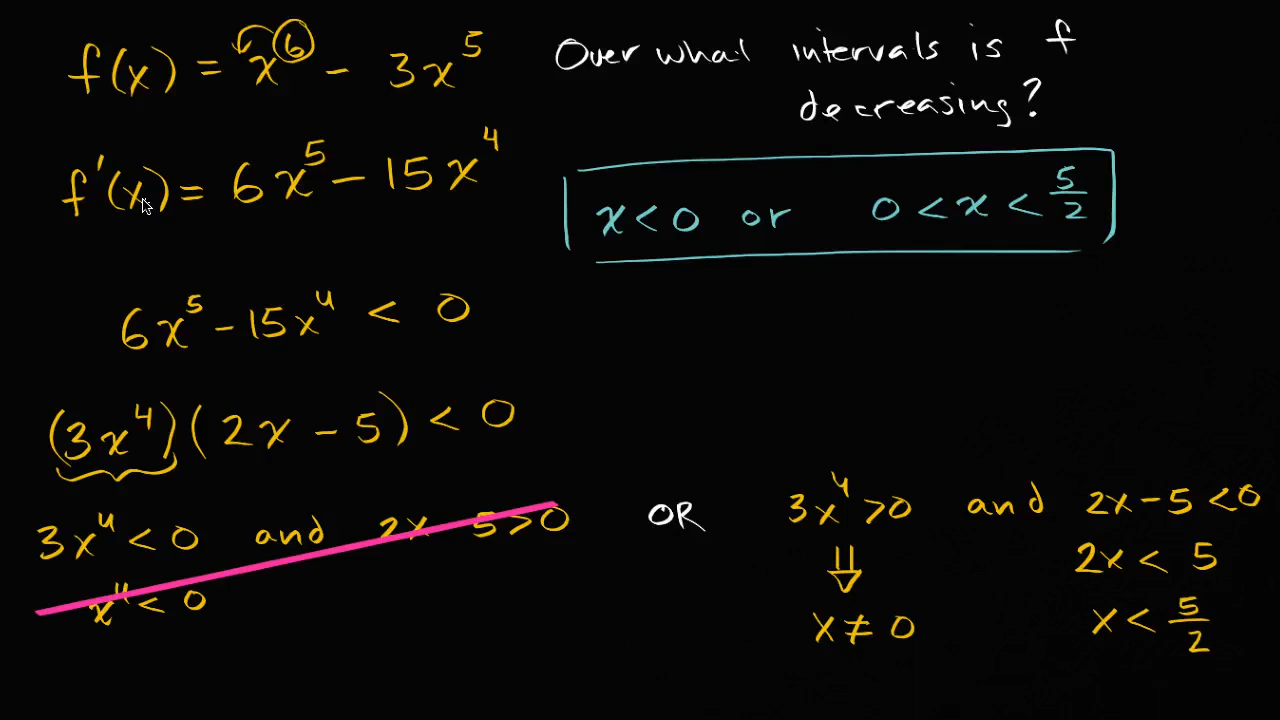 f(x) = x⁶ − 3x⁵
Over what intervals is f
decreasing?
f'(x) = 6x⁵ − 15x⁴
x < 0 or 0 < x < 5/2
6x⁵ − 15x⁴ < 0
(3x⁴)(2x − 5) < 0
3x⁴ < 0 and 2x − 5 > 0 OR 3x⁴ > 0 and 2x − 5 < 0
2x < 5
x⁴ < 0
x ≠ 0 x < 5/2